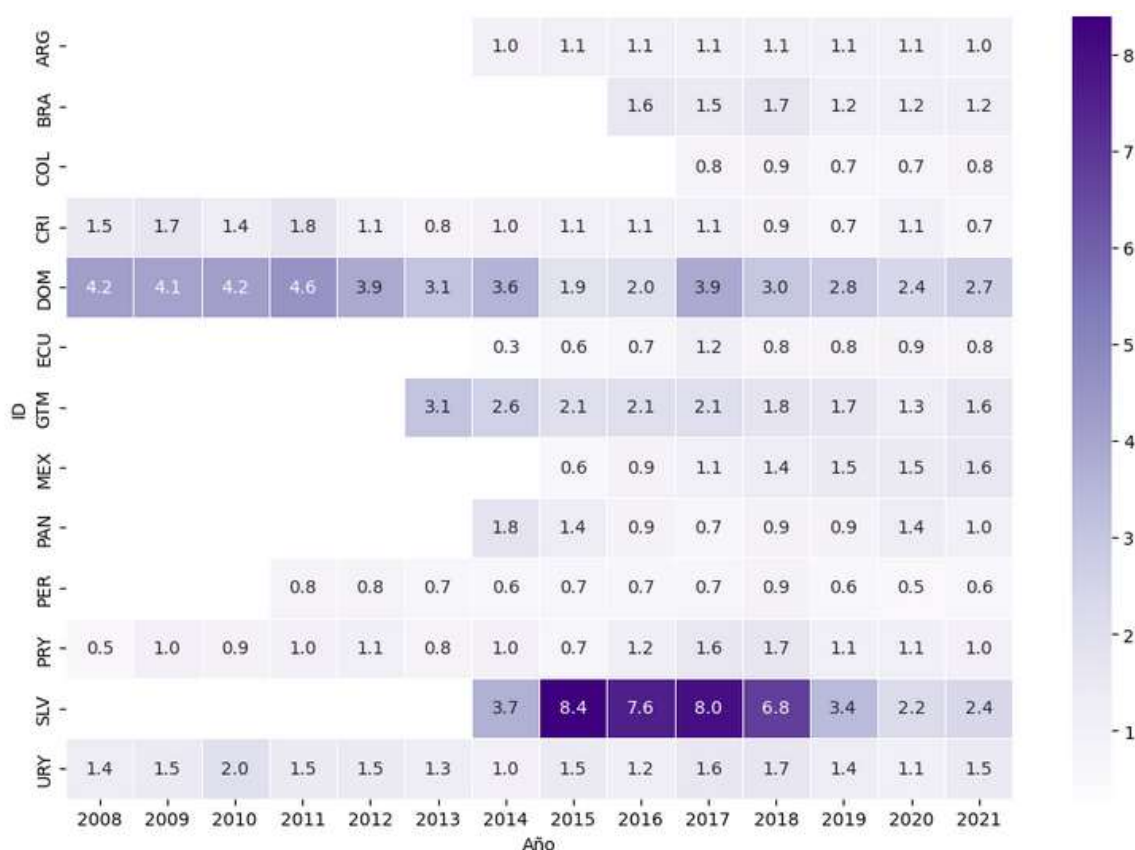 ARG 1.0 1.1 1.1 1.1 1.1 1.1 1.1 1.0
BRA 1.6 1.5 1.7 1.2 1.2 1.2
COL 0.8 0.9 0.7 0.7 0.8
CRI 1.5 1.7 1.4 1.8 1.1 0.8 1.0 1.1 1.1 1.1 0.9 0.7 1.1 0.7
DOM 4.2 4.1 4.2 4.6 3.9 3.1 3.6 1.9 2.0 3.9 3.0 2.8 2.4 2.7
ECU 0.3 0.6 0.7 1.2 0.8 0.8 0.9 0.8
ID
GTM 3.1 2.6 2.1 2.1 2.1 1.8 1.7 1.3 1.6
MEX 0.6 0.9 1.1 1.4 1.5 1.5 1.6
PAN 1.8 1.4 0.9 0.7 0.9 0.9 1.4 1.0
PER 0.8 0.8 0.7 0.6 0.7 0.7 0.7 0.9 0.6 0.5 0.6
PRY 0.5 1.0 0.9 1.0 1.1 0.8 1.0 0.7 1.2 1.6 1.7 1.1 1.1 1.0
SLV 3.7 8.4 7.6 8.0 6.8 3.4 2.2 2.4
URY 1.4 1.5 2.0 1.5 1.5 1.3 1.0 1.5 1.2 1.6 1.7 1.4 1.1 1.5
2008 2009 2010 2011 2012 2013 2014 2015 2016 2017 2018 2019 2020 2021
Año
8
7
6
5
4
3
2
1